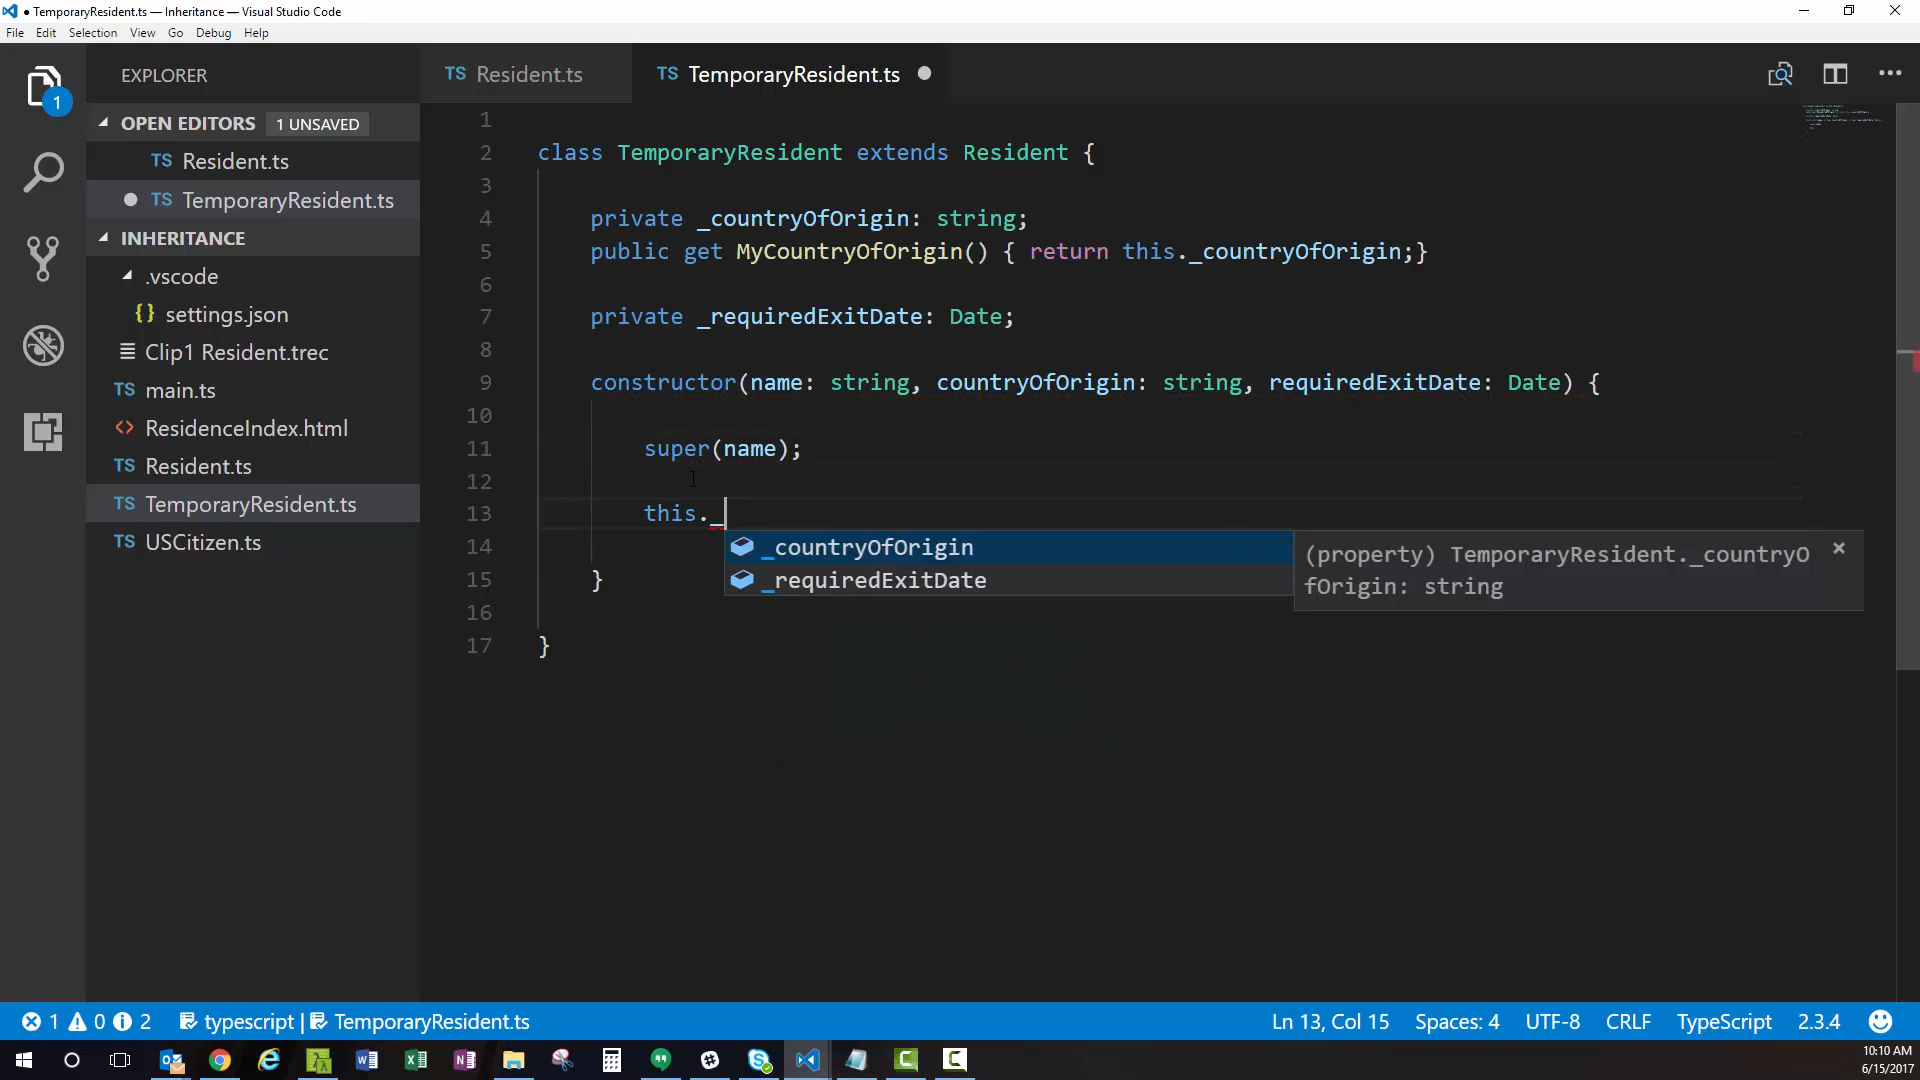 ● TemporaryResident.ts — Inheritance — Visual Studio Code
File Edit Selection View Go Debug Help
1
EXPLORER
OPEN EDITORS 1 UNSAVED
TS Resident.ts
● TS TemporaryResident.ts
INHERITANCE
.vscode
{} settings.json
Clip1 Resident.trec
TS main.ts
<> ResidenceIndex.html
TS Resident.ts
TS TemporaryResident.ts
TS USCitizen.ts
TS Resident.ts
TS TemporaryResident.ts ●
1
2 class TemporaryResident extends Resident {
3
4 private _countryOfOrigin: string;
5 public get MyCountryOfOrigin() { return this._countryOfOrigin;}
6
7 private _requiredExitDate: Date;
8
9 constructor(name: string, countryOfOrigin: string, requiredExitDate: Date) {
10
11 super(name);
12
13 this._
14
15 }
16
17 }
_countryOfOrigin
_requiredExitDate
(property) TemporaryResident._countryO
fOrigin: string
1 0 2 typescript | TemporaryResident.ts
Ln 13, Col 15 Spaces: 4 UTF-8 CRLF TypeScript 2.3.4
10:10 AM
6/15/2017